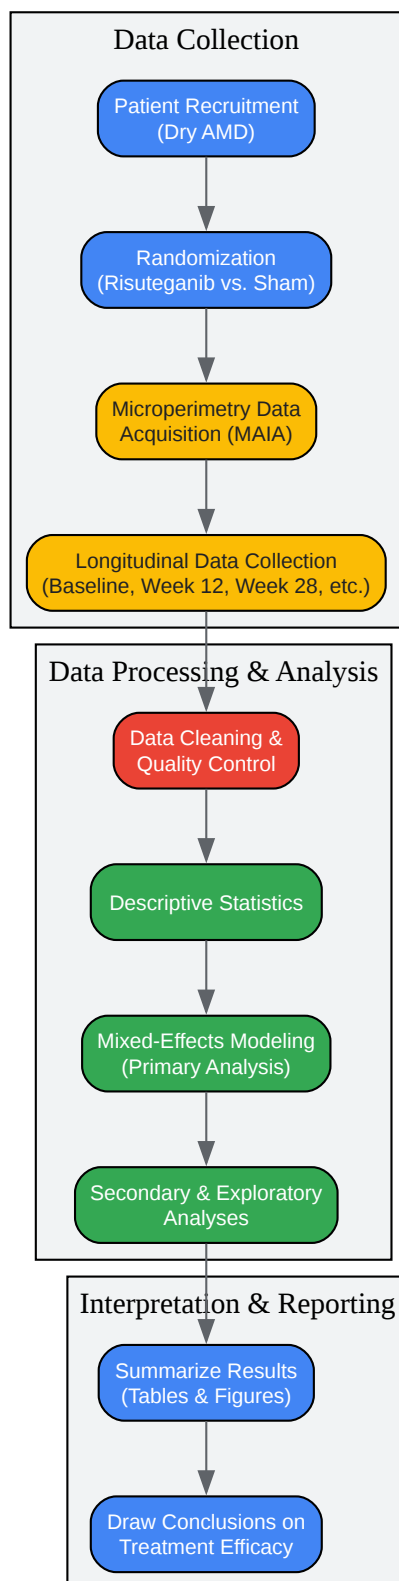 Data Collection
Patient Recruitment
(Dry AMD)
Randomization
(Risuteganib vs. Sham)
Microperimetry Data
Acquisition (MAIA)
Longitudinal Data Collection
(Baseline, Week 12, Week 28, etc.)
Data Processing & Analysis
Data Cleaning &
Quality Control
Descriptive Statistics
Mixed-Effects Modeling
(Primary Analysis)
Secondary & Exploratory
Analyses
Interpretation & Reporting
Summarize Results
(Tables & Figures)
Draw Conclusions on
Treatment Efficacy